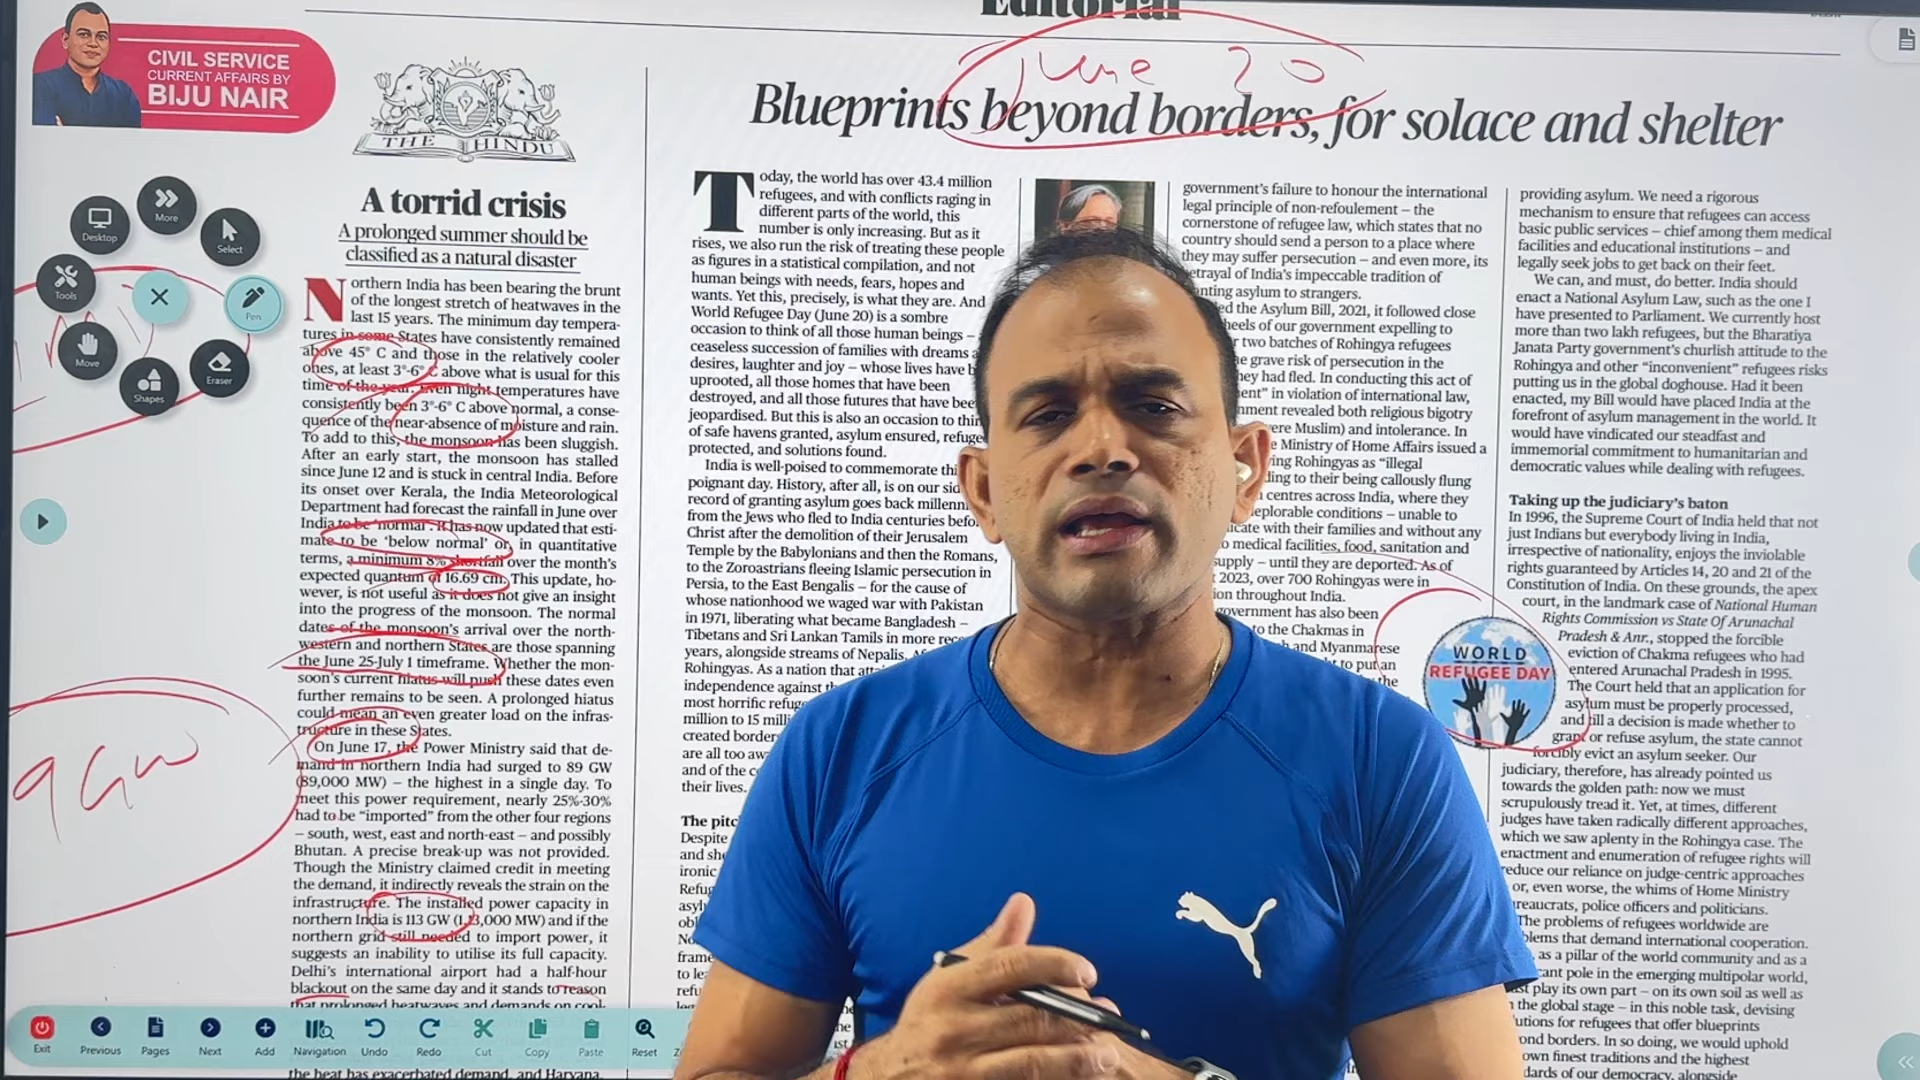 Editorial
CIVIL SERVICE
CURRENT AFFAIRS BY
BIJU NAIR
THE HINDU
June 20
Blueprints beyond borders, for solace and shelter
A torrid crisis
A prolonged summer should be
classified as a natural disaster
Northern India has been bearing the brunt
of the longest stretch of heatwaves in the
last 15 years. The minimum day tempera-
tures in some States have consistently remained
above 45° C and those in the relatively cooler
ones, at least 3°-6° C above what is usual for this
time of the year. Even night temperatures have
consistently been 3°-6° C above normal, a conse-
quence of the near-absence of moisture and rain.
To add to this, the monsoon has been sluggish.
After an early start, the monsoon has stalled
since June 12 and is stuck in central India. Before
its onset over Kerala, the India Meteorological
Department had forecast the rainfall in June over
India to be 'normal'. It has now updated that esti-
mate to be 'below normal' or, in quantitative
terms, a minimum 8% shortfall over the month's
expected quantum of 16.69 cm. This update, ho-
wever, is not useful as it does not give an insight
into the progress of the monsoon. The normal
dates of the monsoon's arrival over the north-
western and northern States are those spanning
the June 25-July 1 timeframe. Whether the mon-
soon's current hiatus will push these dates even
further remains to be seen. A prolonged hiatus
could mean an even greater load on the infras-
tructure in these States.
On June 17, the Power Ministry said that de-
mand in northern India had surged to 89 GW
(89,000 MW) – the highest in a single day. To
meet this power requirement, nearly 25%-30%
had to be "imported" from the other four regions
– south, west, east and north-east – and possibly
Bhutan. A precise break-up was not provided.
Though the Ministry claimed credit in meeting
the demand, it indirectly reveals the strain on the
infrastructure. The installed power capacity in
northern India is 113 GW (1,13,000 MW) and if the
northern grid still needed to import power, it
suggests an inability to utilise its full capacity.
Delhi's international airport had a half-hour
blackout on the same day and it stands to reason
that prolonged heatwaves and demands on cool-
the heat has exacerbated demand, and Haryana,
Today, the world has over 43.4 million
refugees, and with conflicts raging in
different parts of the world, this
number is only increasing. But as it
rises, we also run the risk of treating these people
as figures in a statistical compilation, and not
human beings with needs, fears, hopes and
wants. Yet this, precisely, is what they are. And
World Refugee Day (June 20) is a sombre
occasion to think of all those human beings –
ceaseless succession of families with dreams
desires, laughter and joy – whose lives have
uprooted, all those homes that have been
destroyed, and all those futures that have
jeopardised. But this is also an occasion to
of safe havens granted, asylum ensured,
protected, and solutions found.
India is well-poised to commemorate
poignant day. History, after all, is on our
record of granting asylum goes back
from the Jews who fled to India centuries
Christ after the demolition of their Jerusalem
Temple by the Babylonians and then the Romans,
to the Zoroastrians fleeing Islamic persecution in
Persia, to the East Bengalis – for the cause of
whose nationhood we waged war with Pakistan
in 1971, liberating what became Bangladesh –
Tibetans and Sri Lankan Tamils in more
years, alongside streams of Nepalis,
Rohingyas. As a nation that
independence against
most horrific
million to 15
created
are all too
and of the
their lives.
The
Despite
and
ironic
government's failure to honour the international
legal principle of non-refoulement – the
cornerstone of refugee law, which states that no
country should send a person to a place where
they may suffer persecution – and even more, its
betrayal of India's impeccable tradition of
granting asylum to strangers.
the Asylum Bill, 2021, it followed close
heels of our government expelling to
two batches of Rohingya refugees
grave risk of persecution in the
they had fled. In conducting this act of
in violation of international law,
revealed both religious bigotry
were Muslim) and intolerance. In
Ministry of Home Affairs issued a
Rohingyas as "illegal
to their being callously flung
centres across India, where they
deplorable conditions – unable to
with their families and without any
medical facilities, food, sanitation and
supply – until they are deported. As of
2023, over 700 Rohingyas were in
throughout India.
government has also been
to the Chakmas in
and Myanmarese
to put an
the
providing asylum. We need a rigorous
mechanism to ensure that refugees can access
basic public services – chief among them medical
facilities and educational institutions – and
legally seek jobs to get back on their feet.
We can, and must, do better. India should
enact a National Asylum Law, such as the one I
have presented to Parliament. We currently host
more than two lakh refugees, but the Bharatiya
Janata Party government's churlish attitude to the
Rohingya and other "inconvenient" refugees risks
putting us in the global doghouse. Had it been
enacted, my Bill would have placed India at the
forefront of asylum management in the world. It
would have vindicated our steadfast and
immemorial commitment to humanitarian and
democratic values while dealing with refugees.
Taking up the judiciary's baton
In 1996, the Supreme Court of India held that not
just Indians but everybody living in India,
irrespective of nationality, enjoys the inviolable
rights guaranteed by Articles 14, 20 and 21 of the
Constitution of India. On these grounds, the apex
court, in the landmark case of National Human
Rights Commission vs State Of Arunachal
Pradesh & Anr., stopped the forcible
eviction of Chakma refugees who had
entered Arunachal Pradesh in 1995.
The Court held that an application for
asylum must be properly processed,
and till a decision is made whether to
grant or refuse asylum, the state cannot
forcibly evict an asylum seeker. Our
judiciary, therefore, has already pointed us
towards the golden path: now we must
scrupulously tread it. Yet, at times, different
judges have taken radically different approaches,
which we saw aplenty in the Rohingya case. The
enactment and enumeration of refugee rights will
reduce our reliance on judge-centric approaches
or, even worse, the whims of Home Ministry
bureaucrats, police officers and politicians.
The problems of refugees worldwide are
problems that demand international cooperation.
as a pillar of the world community and as a
pole in the emerging multipolar world,
play its own part – on its own soil as well as
the global stage – in this noble task, devising
solutions for refugees that offer blueprints
beyond borders. In so doing, we would uphold
own finest traditions and the highest
standards of our democracy, alongside
WORLD
REFUGEE DAY
Desktop
More
Select
Tools
Pen
Move
Shapes
Eraser
9GW
Exit
Previous
Pages
Next
Add
Navigation
Undo
Redo
Cut
Copy
Paste
Reset